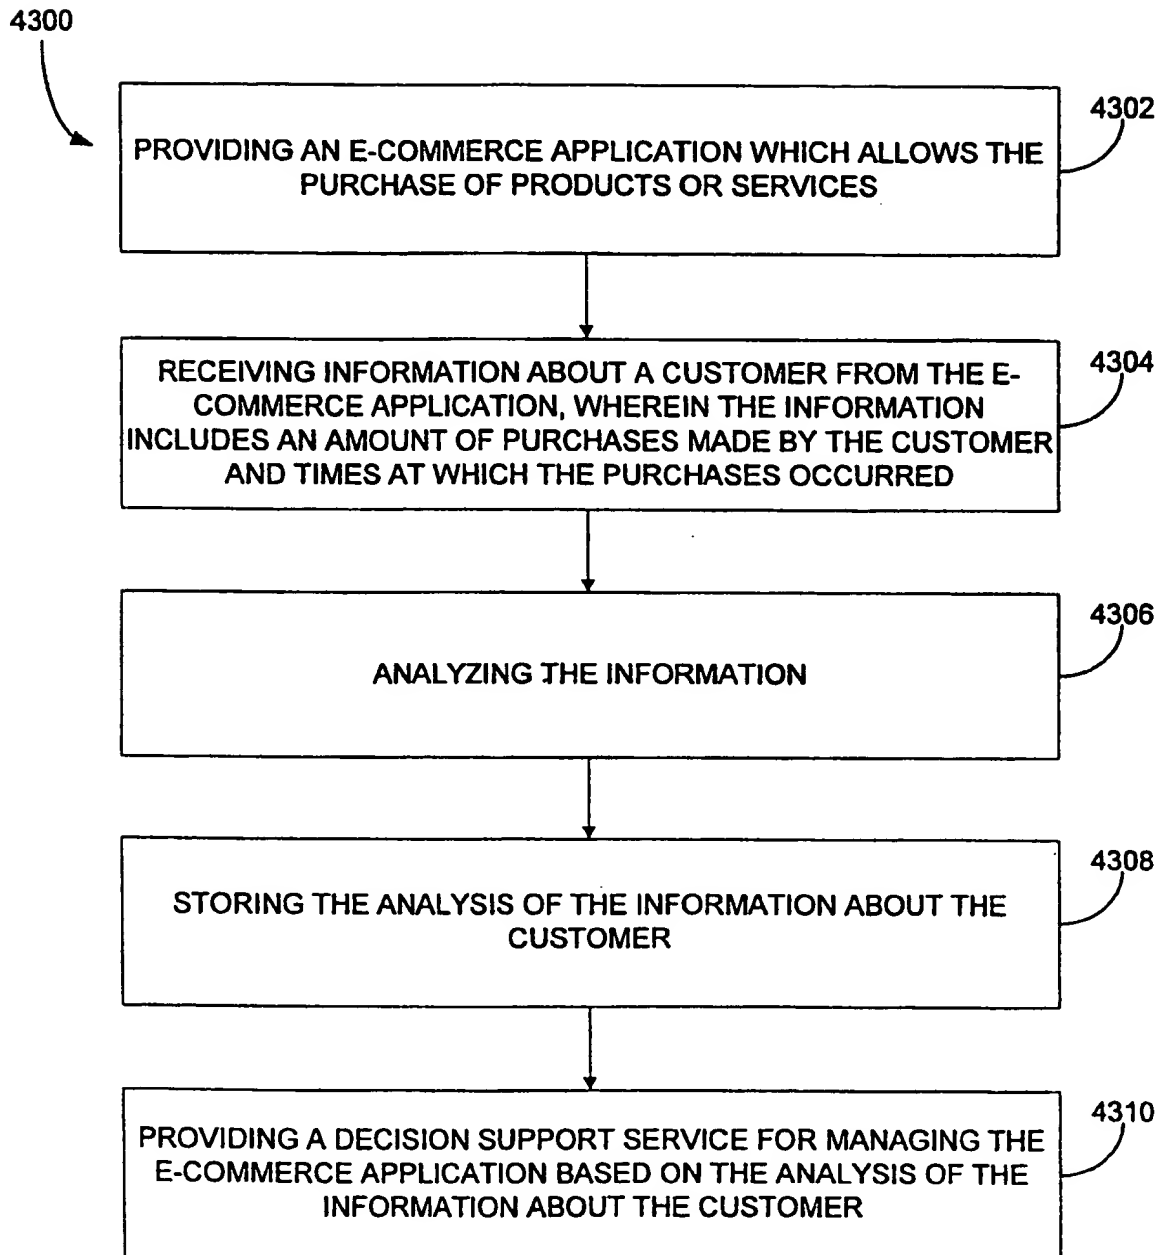 4300
4302
PROVIDING AN E-COMMERCE APPLICATION WHICH ALLOWS THE
PURCHASE OF PRODUCTS OR SERVICES
4304
RECEIVING INFORMATION ABOUT A CUSTOMER FROM THE E-
COMMERCE APPLICATION, WHEREIN THE INFORMATION
INCLUDES AN AMOUNT OF PURCHASES MADE BY THE CUSTOMER
AND TIMES AT WHICH THE PURCHASES OCCURRED
4306
ANALYZING THE INFORMATION
4308
STORING THE ANALYSIS OF THE INFORMATION ABOUT THE
CUSTOMER
4310
PROVIDING A DECISION SUPPORT SERVICE FOR MANAGING THE
E-COMMERCE APPLICATION BASED ON THE ANALYSIS OF THE
INFORMATION ABOUT THE CUSTOMER